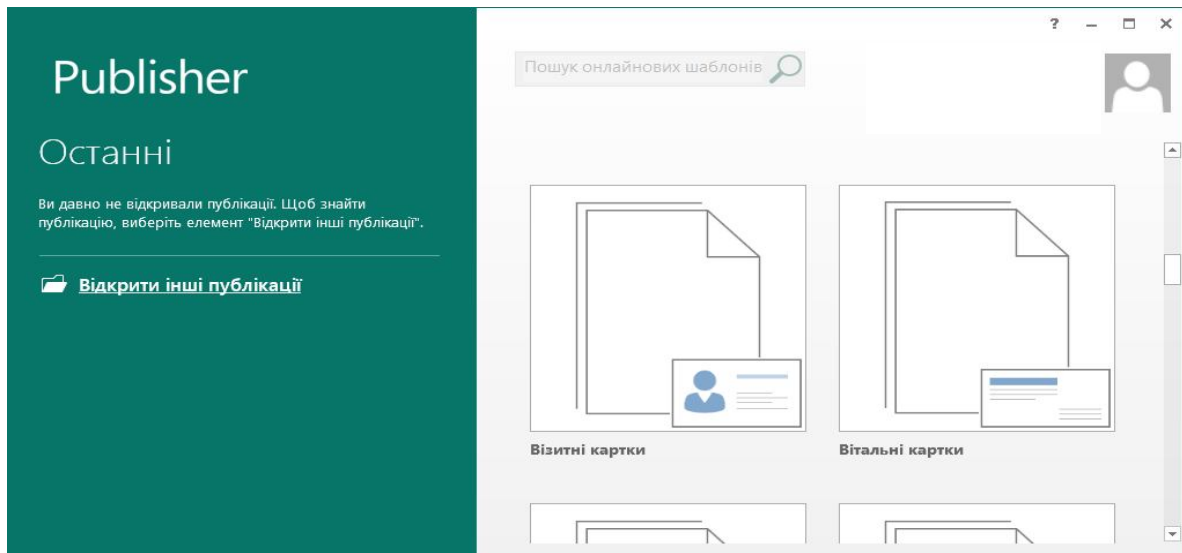 ?
Publisher
Пошук онлайнових шаблонів
Останні
Ви давно не відкривали публікації. Щоб знайти
публікацію, виберіть елемент "Відкрити інші публікації".
Відкрити інші публікації
Візитні картки
Вітальні картки